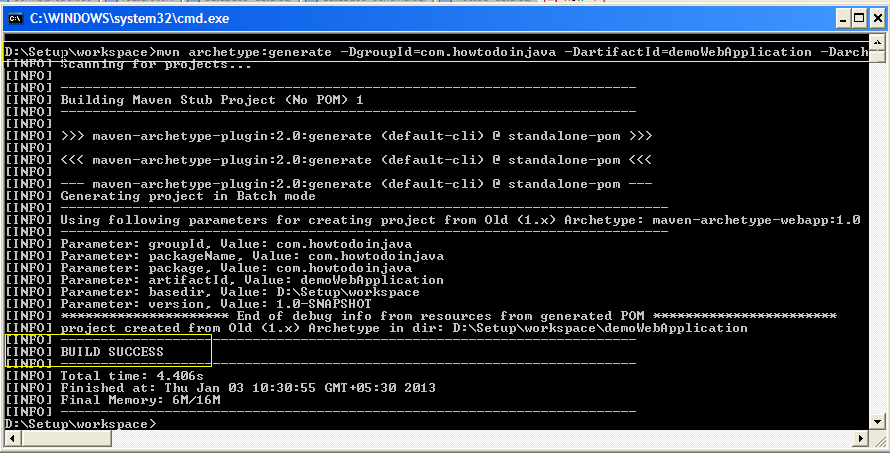 C:\WINDOWS\system32\cmd.exe
D:\Setup\workspace>mvn archetype:generate -DgroupId=com.howtodoinjava -DartifactId=demoWebApplication -Darch
[INFO] Scanning for projects...
[INFO]
[INFO] ------------------------------------------------------------------------
[INFO] Building Maven Stub Project (No POM) 1
[INFO] ------------------------------------------------------------------------
[INFO]
[INFO] >>> maven-archetype-plugin:2.0:generate (default-cli) @ standalone-pom >>>
[INFO]
[INFO] <<< maven-archetype-plugin:2.0:generate (default-cli) @ standalone-pom <<<
[INFO]
[INFO] --- maven-archetype-plugin:2.0:generate (default-cli) @ standalone-pom ---
[INFO] Generating project in Batch mode
[INFO] ----------------------------------------------------------------------------
[INFO] Using following parameters for creating project from Old (1.x) Archetype: maven-archetype-webapp:1.0
[INFO] ----------------------------------------------------------------------------
[INFO] Parameter: groupId, Value: com.howtodoinjava
[INFO] Parameter: packageName, Value: com.howtodoinjava
[INFO] Parameter: package, Value: com.howtodoinjava
[INFO] Parameter: artifactId, Value: demoWebApplication
[INFO] Parameter: basedir, Value: D:\Setup\workspace
[INFO] Parameter: version, Value: 1.0-SNAPSHOT
[INFO] ********************* End of debug info from resources from generated POM ***********************
[INFO] project created from Old (1.x) Archetype in dir: D:\Setup\workspace\demoWebApplication
[INFO] ------------------------------------------------------------------------
[INFO] BUILD SUCCESS
[INFO] ------------------------------------------------------------------------
[INFO] Total time: 4.406s
[INFO] Finished at: Thu Jan 03 10:30:55 GMT+05:30 2013
[INFO] Final Memory: 6M/16M
[INFO] ------------------------------------------------------------------------
D:\Setup\workspace>